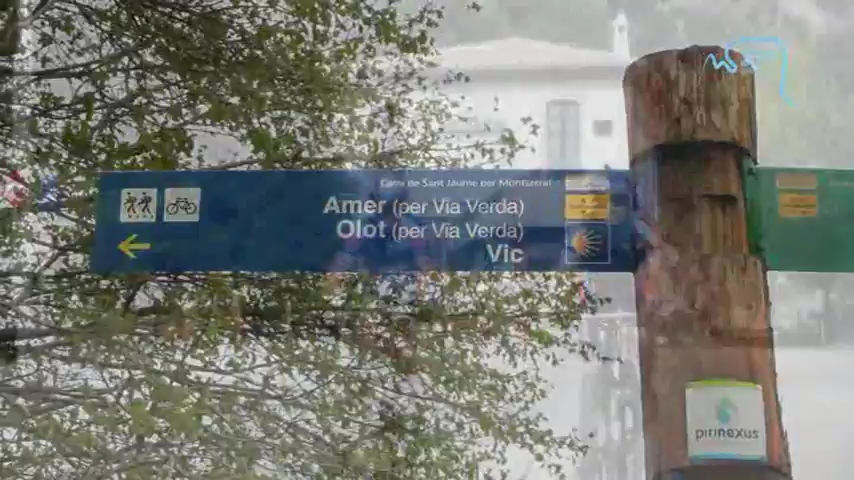 Camí de Sant Jaume per Montserrat
Amer (per Via Verda)
Olot (per Via Verda)
Vic
pirinexus